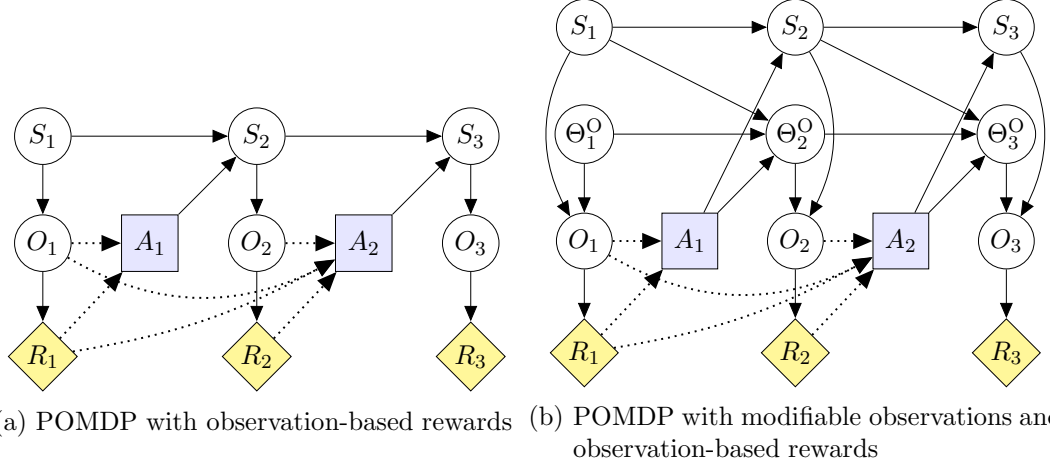 S₁ S₂ S₃
O₁ A₁ O₂ A₂ O₃
R₁ R₂ R₃
a) POMDP with observation-based rewards
S₁ S₂ S₃
Θ₁ᴼ Θ₂ᴼ Θ₃ᴼ
O₁ A₁ O₂ A₂ O₃
R₁ R₂ R₃
(b) POMDP with modifiable observations and
observation-based rewards